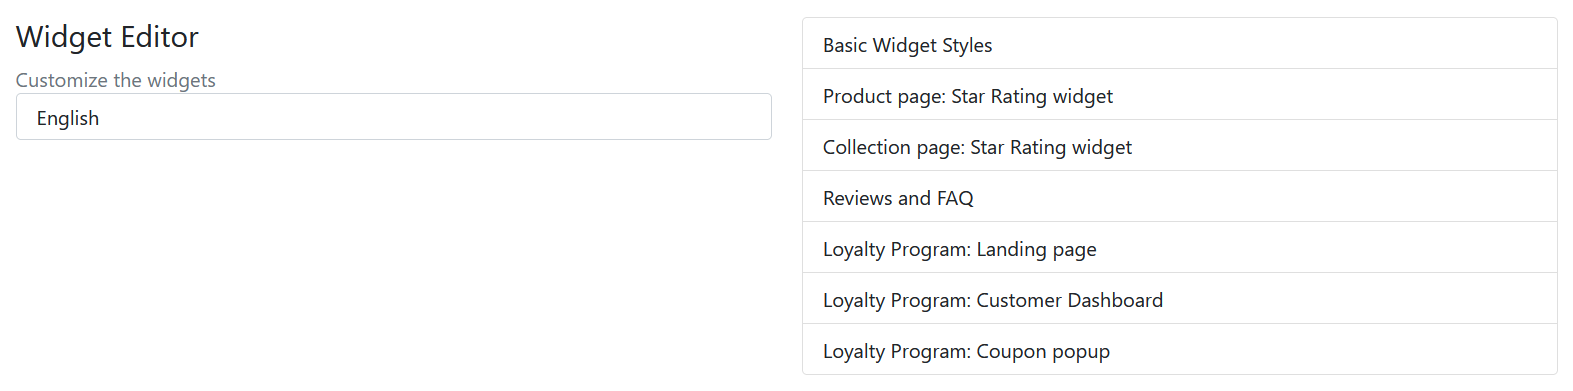 Widget Editor
Customize the widgets
English
Basic Widget Styles
Product page: Star Rating widget
Collection page: Star Rating widget
Reviews and FAQ
Loyalty Program: Landing page
Loyalty Program: Customer Dashboard
Loyalty Program: Coupon popup